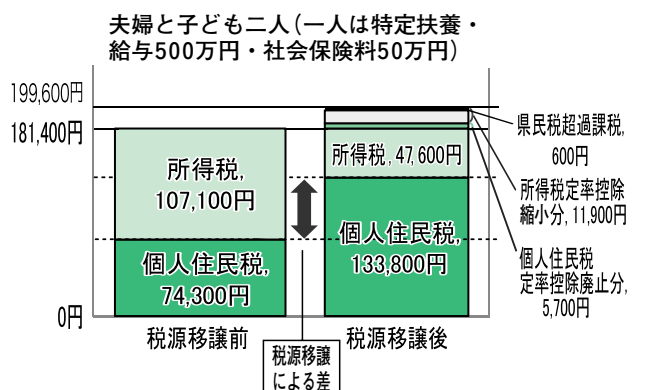 夫婦と子ども二人(一人は特定扶養・
給与500万円・社会保険料50万円)
199,600円
181,400円
0円
所得税,
107,100円
個人住民税,
74,300円
所得税, 47,600円
個人住民税,
133,800円
県民税超過課税,
600円
所得税定率控除
縮小分, 11,900円
個人住民税
定率控除廃止分,
5,700円
税源移譲前
税源移譲後
税源移譲
による差